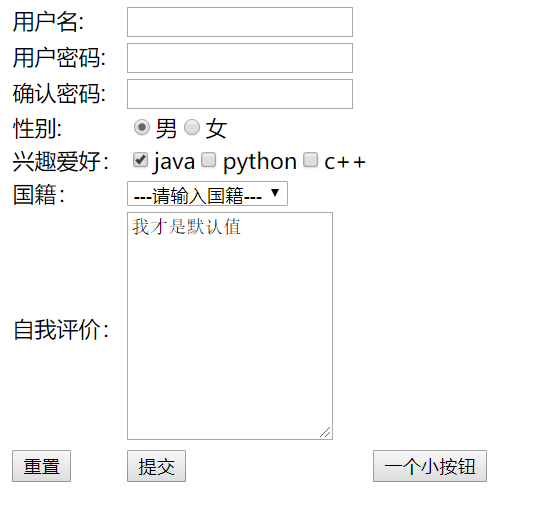 用户名:
用户密码:
确认密码:
性别: 男 女
兴趣爱好： java python c++
国籍： ---请输入国籍---
我才是默认值
自我评价：
重置 提交 一个小按钮